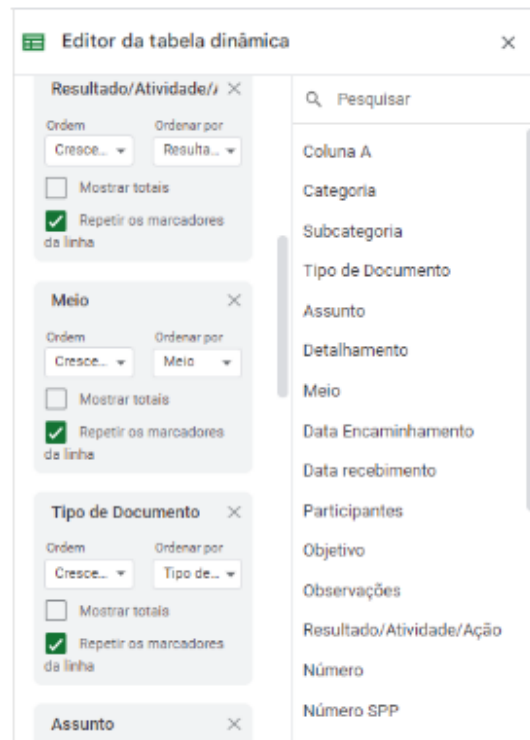 Editor da tabela dinâmica
Resultado/Atividade/
Ordem
Ordenar por
Cresce...
Resulta...
Mostrar totais
Repetir os marcadores
da linha
Meio
Ordem
Ordenar por
Cresce...
Meio
Mostrar totais
Repetir os marcadores
da linha
Tipo de Documento
Ordem
Ordenar por
Cresce...
Tipo de...
Mostrar totais
Repetir os marcadores
da linha
Assunto
Pesquisar
Coluna A
Categoria
Subcategoria
Tipo de Documento
Assunto
Detalhamento
Meio
Data Encaminhamento
Data recebimento
Participantes
Objetivo
Observações
Resultado/Atividade/Ação
Número
Número SPP